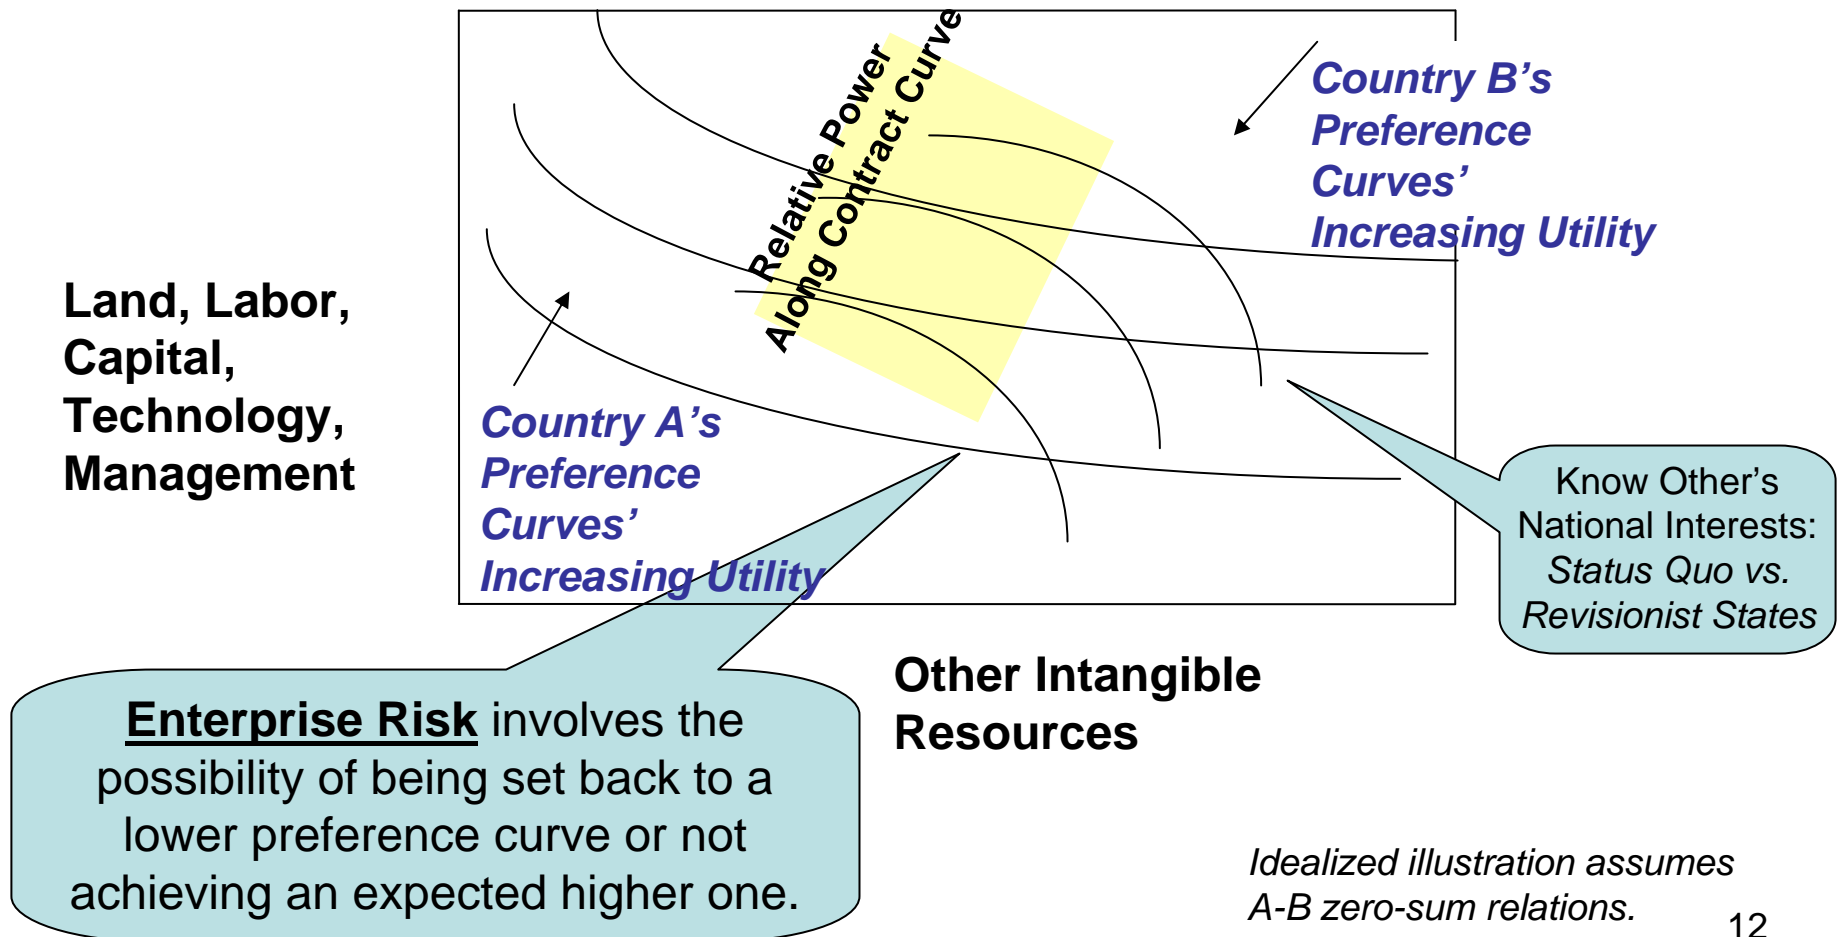 Relative Power
Along Contract Curve
Country B’s
Preference
Curves’
Increasing Utility
Land, Labor,
Capital,
Technology,
Management
Country A’s
Preference
Curves’
Increasing Utility
Know Other’s
National Interests:
Status Quo vs.
Revisionist States
Other Intangible
Resources
Enterprise Risk involves the
possibility of being set back to a
lower preference curve or not
achieving an expected higher one.
Idealized illustration assumes
A-B zero-sum relations.
12